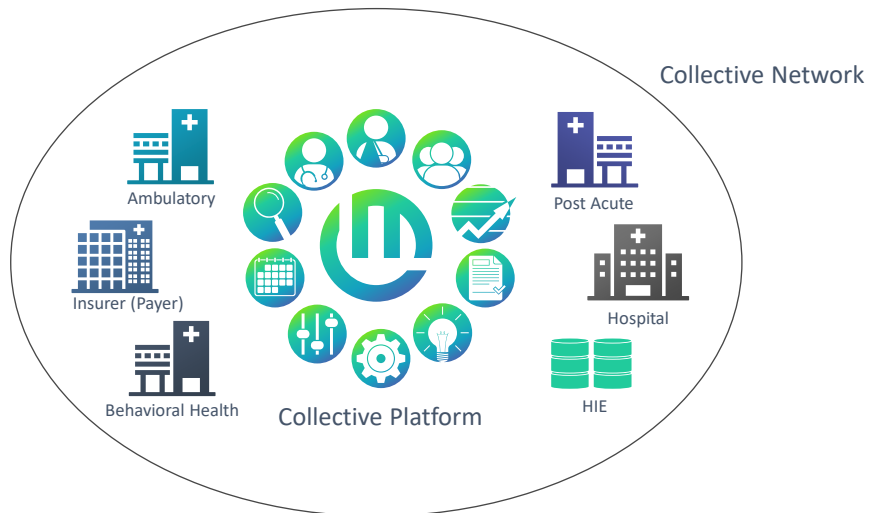 Collective Network
Ambulatory
Post Acute
Insurer (Payer)
Hospital
Behavioral Health
HIE
Collective Platform